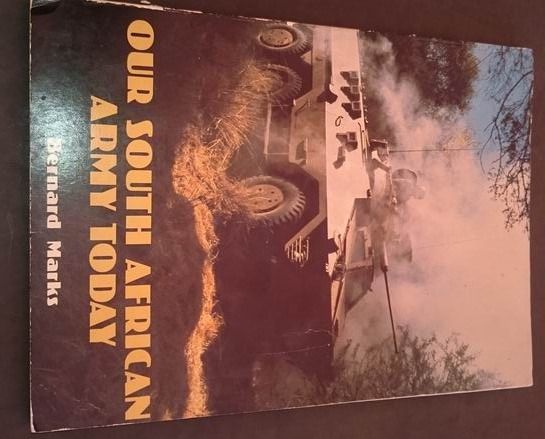 OUR SOUTH AFRICAN
ARMY TODAY
Bernard Marks